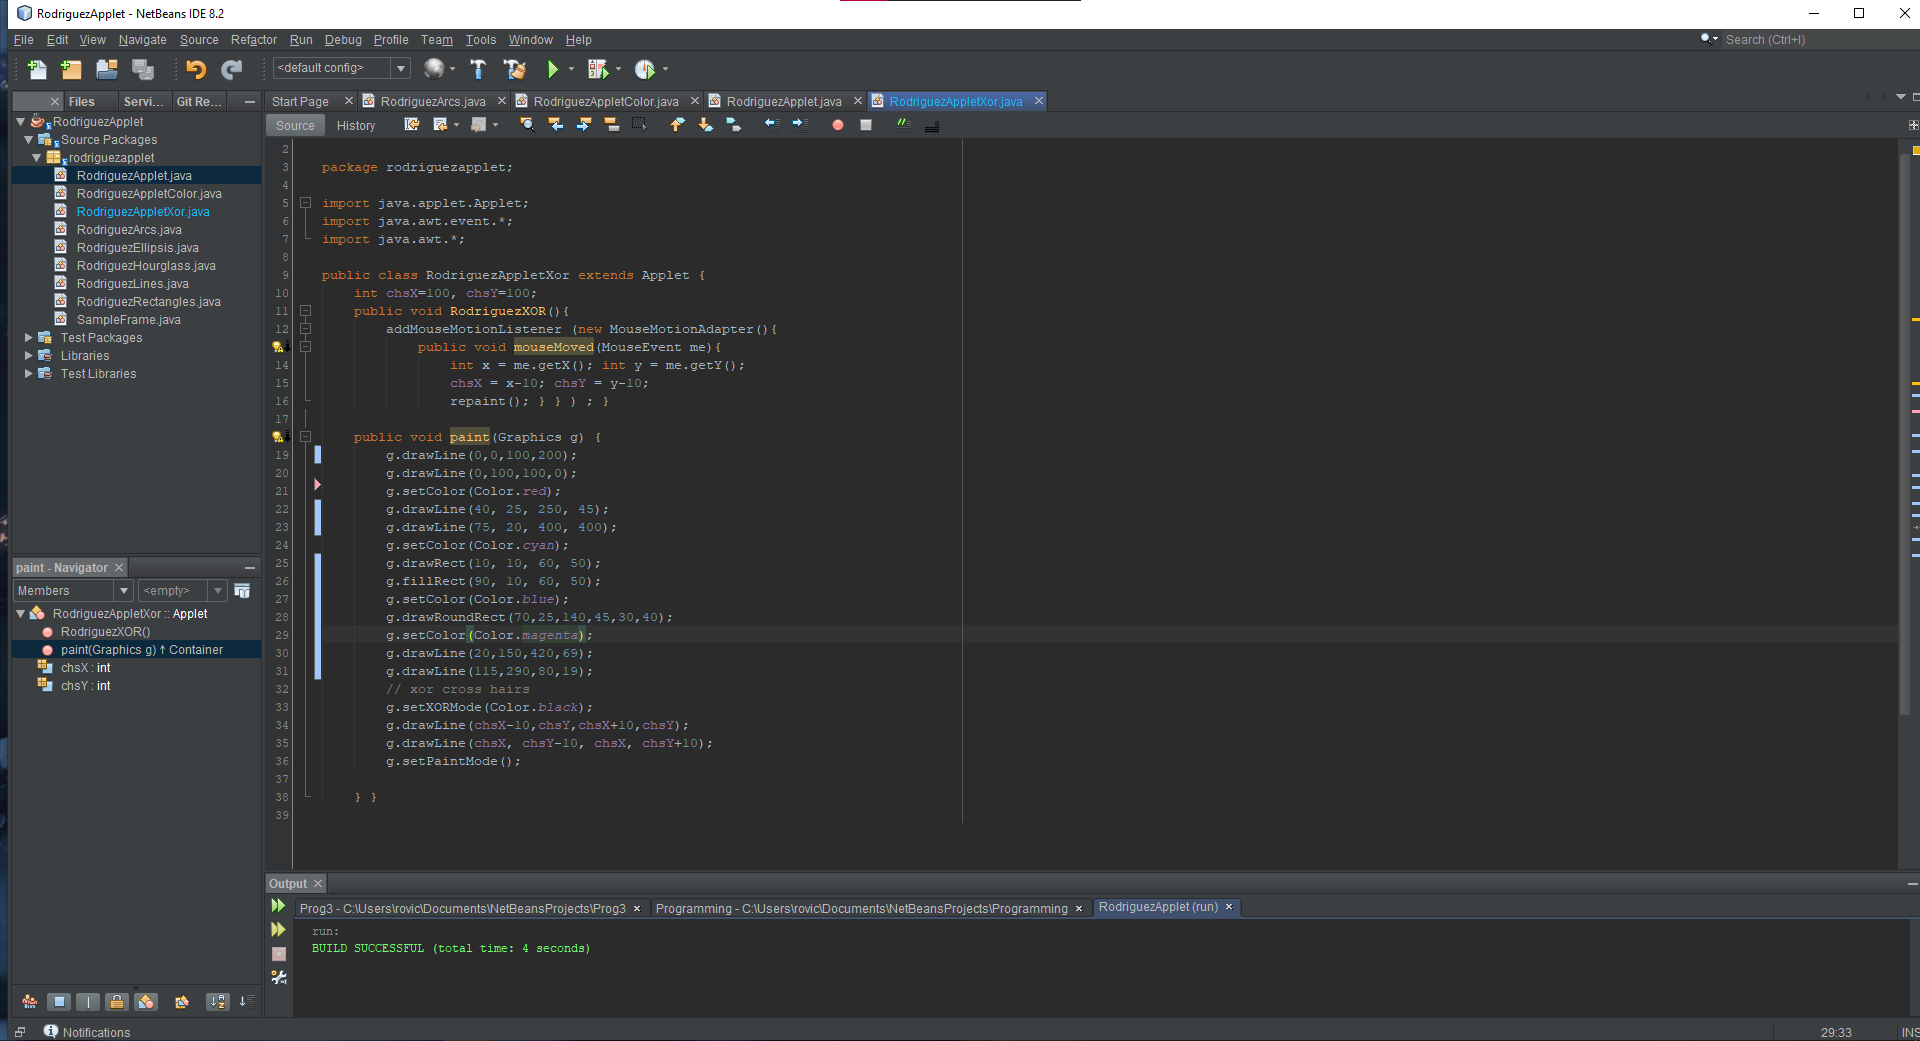 RodriguezApplet - NetBeans IDE 8.2
File Edit View Navigate Source Refactor Run Debug Profile Team Tools Window Help
Search (Ctrl+I)
<default config>
Files Servi... Git Re...
Start Page RodriguezArcs.java RodriguezAppletColor.java RodriguezApplet.java RodriguezAppletXor.java
Source History
RodriguezApplet
Source Packages
rodriguezapplet
RodriguezApplet.java
RodriguezAppletColor.java
RodriguezAppletXor.java
RodriguezArcs.java
RodriguezEllipsis.java
RodriguezHourglass.java
RodriguezLines.java
RodriguezRectangles.java
SampleFrame.java
Test Packages
Libraries
Test Libraries
paint - Navigator
Members <empty>
RodriguezAppletXor :: Applet
RodriguezXOR()
paint(Graphics g) ↑ Container
chsX : int
chsY : int
2
3 package rodriguezapplet;
4
5 import java.applet.Applet;
6 import java.awt.event.*;
7 import java.awt.*;
8
9 public class RodriguezAppletXor extends Applet {
10 int chsX=100, chsY=100;
11 public void RodriguezXOR(){
12 addMouseMotionListener (new MouseMotionAdapter(){
public void mouseMoved(MouseEvent me){
14 int x = me.getX(); int y = me.getY();
15 chsX = x-10; chsY = y-10;
16 repaint(); } } ) ; }
17
public void paint(Graphics g) {
19 g.drawLine(0,0,100,200);
20 g.drawLine(0,100,100,0);
21 g.setColor(Color.red);
22 g.drawLine(40, 25, 250, 45);
23 g.drawLine(75, 20, 400, 400);
24 g.setColor(Color.cyan);
25 g.drawRect(10, 10, 60, 50);
26 g.fillRect(90, 10, 60, 50);
27 g.setColor(Color.blue);
28 g.drawRoundRect(70,25,140,45,30,40);
29 g.setColor(Color.magenta);
30 g.drawLine(20,150,420,69);
31 g.drawLine(115,290,80,19);
32 // xor cross hairs
33 g.setXORMode(Color.black);
34 g.drawLine(chsX-10,chsY,chsX+10,chsY);
35 g.drawLine(chsX, chsY-10, chsX, chsY+10);
36 g.setPaintMode();
37
38 } }
39
Output
Prog3 - C:\Users\rovic\Documents\NetBeansProjects\Prog3 Programming - C:\Users\rovic\Documents\NetBeansProjects\Programming RodriguezApplet (run)
run:
BUILD SUCCESSFUL (total time: 4 seconds)
Notifications
29:33 INS